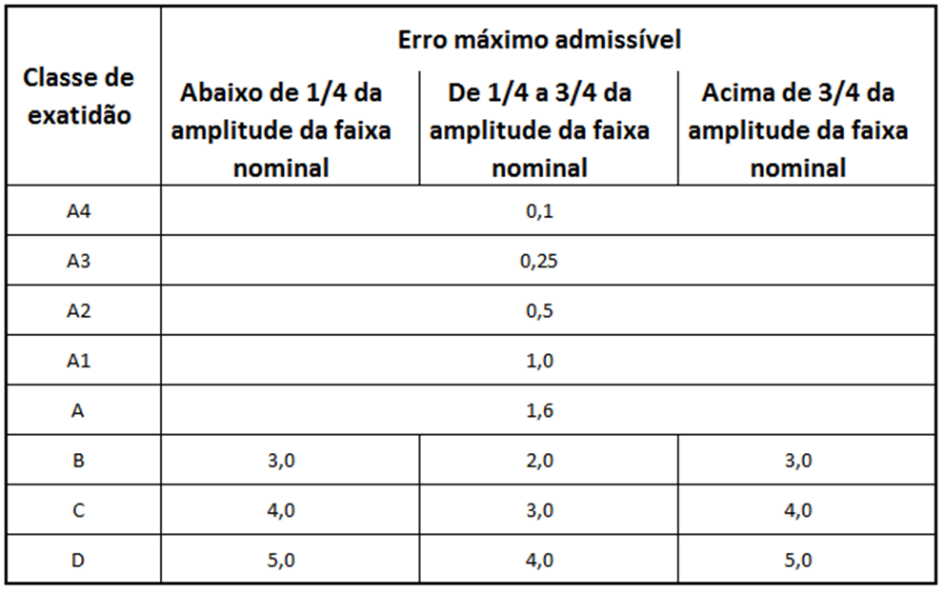 Classe de exatidão
Erro máximo admissível
Abaixo de 1/4 da amplitude da faixa nominal
De 1/4 a 3/4 da amplitude da faixa nominal
Acima de 3/4 da amplitude da faixa nominal
A4 0,1
A3 0,25
A2 0,5
A1 1,0
A 1,6
B 3,0 2,0 3,0
C 4,0 3,0 4,0
D 5,0 4,0 5,0